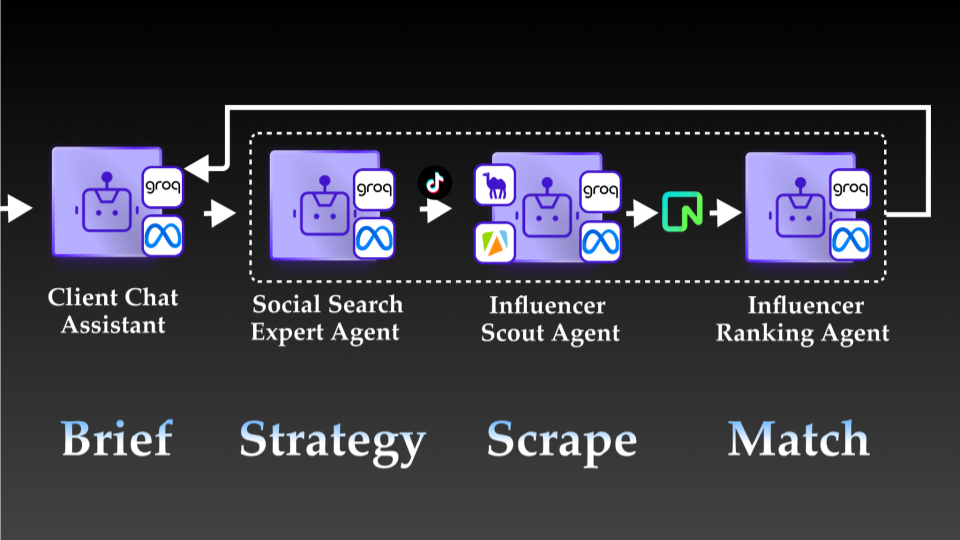 groq
groq
groq
groq
Client Chat
Assistant
Social Search
Expert Agent
Influencer
Scout Agent
Influencer
Ranking Agent
Brief
Strategy
Scrape
Match